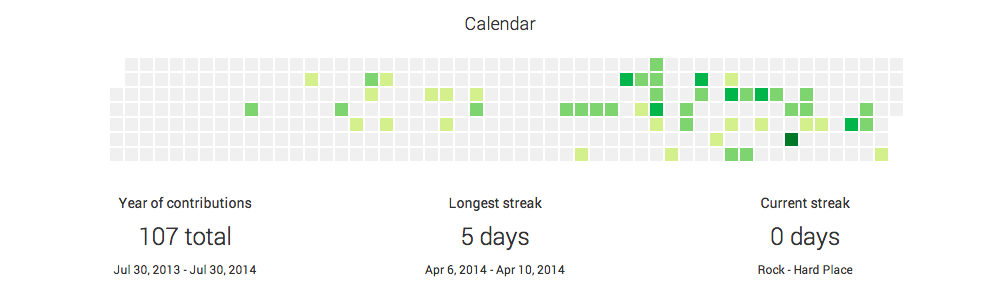 Calendar
Year of contributions
107 total
Jul 30, 2013 - Jul 30, 2014
Longest streak
5 days
Apr 6, 2014 - Apr 10, 2014
Current streak
0 days
Rock - Hard Place